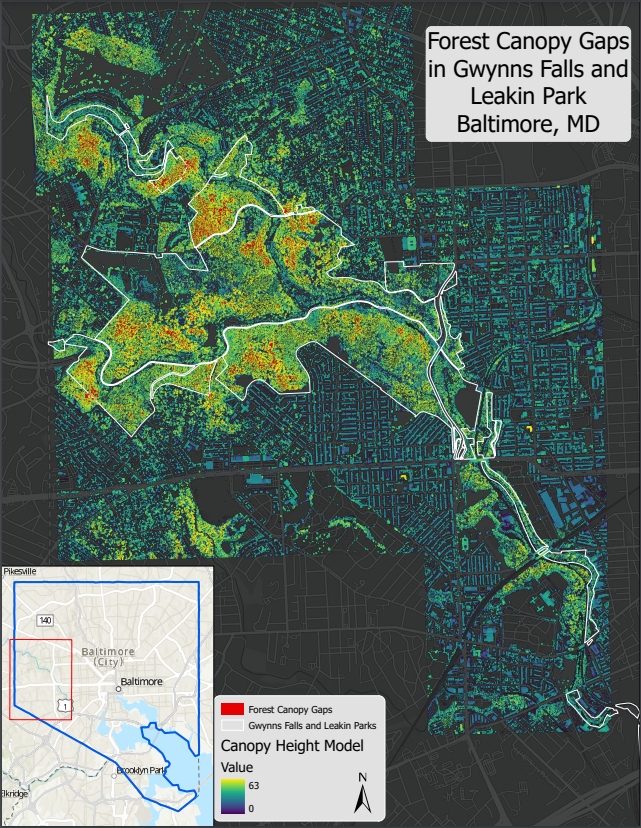 Forest Canopy Gaps
in Gwynns Falls and
Leakin Park
Baltimore, MD
Pikesville
140
Baltimore
(City)
Baltimore
1
Brooklyn Park
Elkridge
Forest Canopy Gaps
Gwynns Falls and Leakin Parks
Canopy Height Model
Value
63
0
N